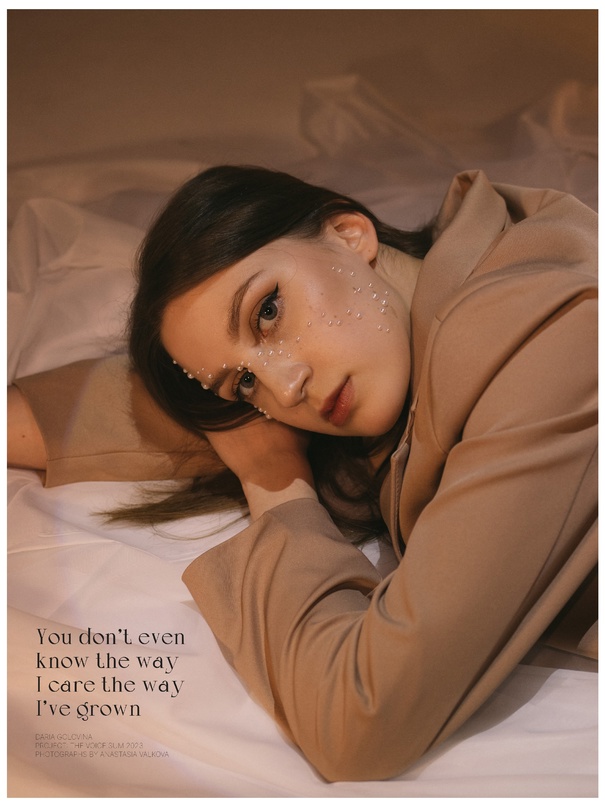 You don't even
know the way
I care the way
I've grown
DARIA GOLOVINA
PROJECT: THE VOICE SLM 2023
PHOTOGRAPHS BY ANASTASIA VALKOVA